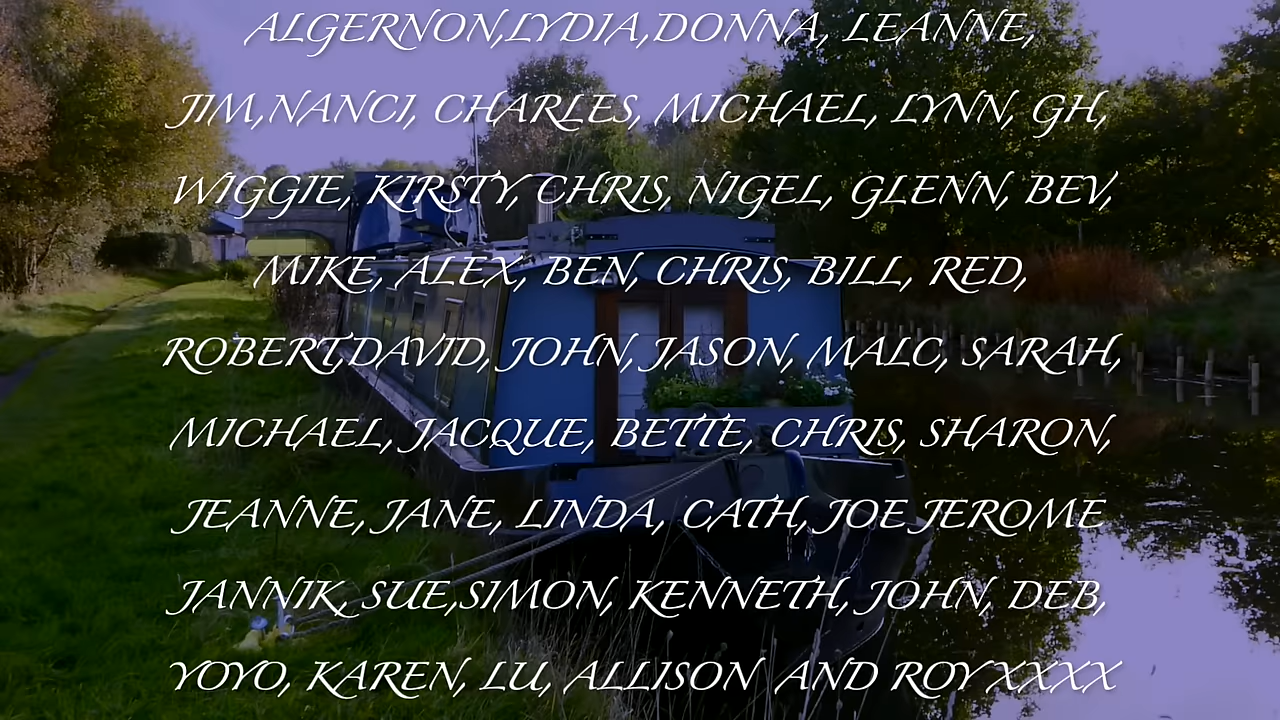 ALGERNON,LYDIA,DONNA, LEANNE,
JIM,NANCI, CHARLES, MICHAEL, LYNN, GH,
WIGGIE, KIRSTY, CHRIS, NIGEL, GLENN, BEV,
MIKE, ALEX, BEN, CHRIS, BILL, RED,
ROBERT,DAVID, JOHN, JASON, MALC, SARAH,
MICHAEL, JACQUE, BETTE, CHRIS, SHARON,
JEANNE, JANE, LINDA, CATH, JOE JEROME
JANNIK, SUE,SIMON, KENNETH, JOHN, DEB,
YOYO, KAREN, LU, ALLISON AND ROY XXXX